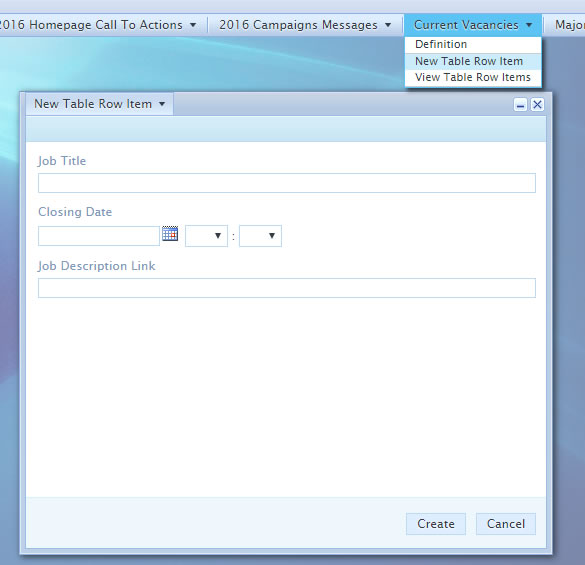 2016 Homepage Call To Actions 2016 Campaigns Messages Current Vacancies Major
Definition
New Table Row Item
View Table Row Items
New Table Row Item
Job Title
Closing Date
:
Job Description Link
Create Cancel